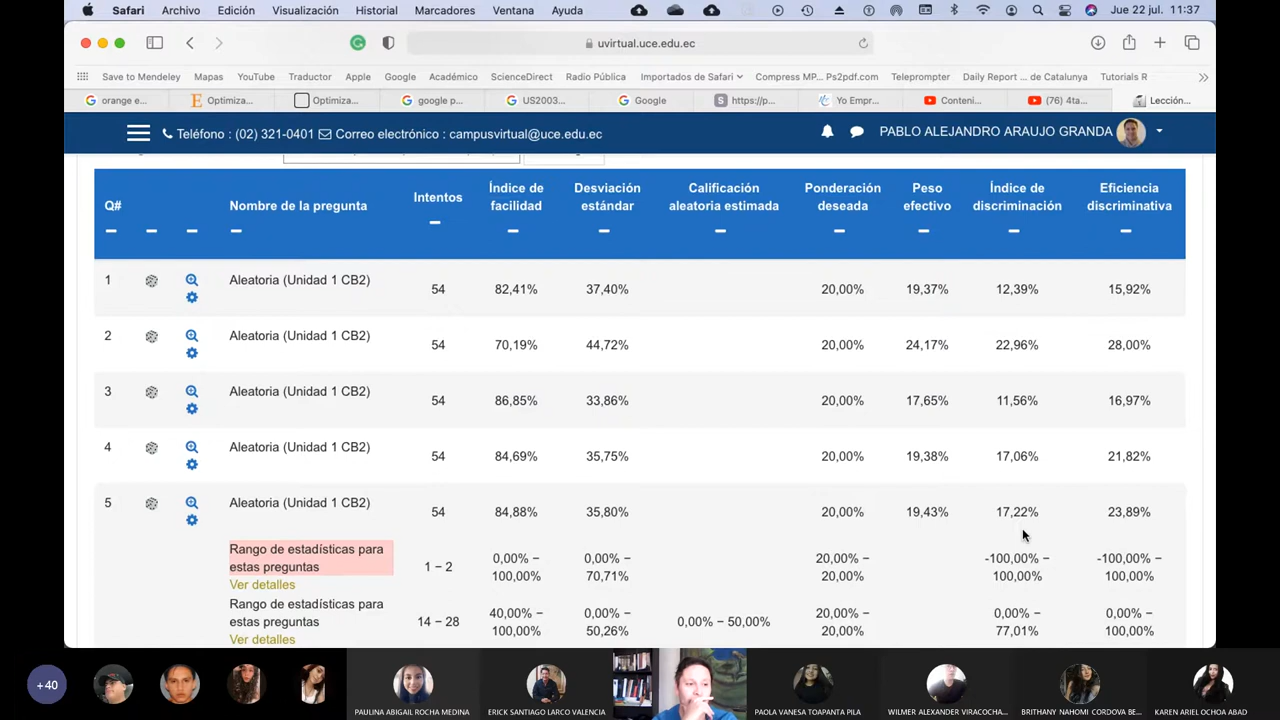 Safari Archivo Edición Visualización Historial Marcadores Ventana Ayuda Jue 22 jul. 11:37
uvirtual.uce.edu.ec
Save to Mendeley Mapas YouTube Traductor Apple Google Académico ScienceDirect Radio Pública Importados de Safari Compress MP... Ps2pdf.com Teleprompter Daily Report ... de Catalunya Tutorials R
orange e... Optimiza... Optimiza... google p... US2003... Google https://p... Yo Empr... Conteni... (76) 4ta... Lección...
Teléfono : (02) 321-0401 Correo electrónico : campusvirtual@uce.edu.ec PABLO ALEJANDRO ARAUJO GRANDA
Q# Nombre de la pregunta Intentos Índice de facilidad Desviación estándar Calificación aleatoria estimada Ponderación deseada Peso efectivo Índice de discriminación Eficiencia discriminativa
1 Aleatoria (Unidad 1 CB2) 54 82,41% 37,40% 20,00% 19,37% 12,39% 15,92%
2 Aleatoria (Unidad 1 CB2) 54 70,19% 44,72% 20,00% 24,17% 22,96% 28,00%
3 Aleatoria (Unidad 1 CB2) 54 86,85% 33,86% 20,00% 17,65% 11,56% 16,97%
4 Aleatoria (Unidad 1 CB2) 54 84,69% 35,75% 20,00% 19,38% 17,06% 21,82%
5 Aleatoria (Unidad 1 CB2) 54 84,88% 35,80% 20,00% 19,43% 17,22% 23,89%
Rango de estadísticas para estas preguntas 1 – 2 0,00% – 100,00% 0,00% – 70,71% 20,00% – 20,00% -100,00% – 100,00% -100,00% – 100,00%
Ver detalles
Rango de estadísticas para estas preguntas 14 – 28 40,00% – 100,00% 0,00% – 50,26% 0,00% – 50,00% 20,00% – 20,00% 0,00% – 77,01% 0,00% – 100,00%
Ver detalles
+40 PAULINA ABIGAIL ROCHA MEDINA ERICK SANTIAGO LARCO VALENCIA PAOLA VANESA TOAPANTA PILA WILMER ALEXANDER VIRACOCHA... BRITHANY NAHOMI CORDOVA BE... KAREN ARIEL OCHOA ABAD